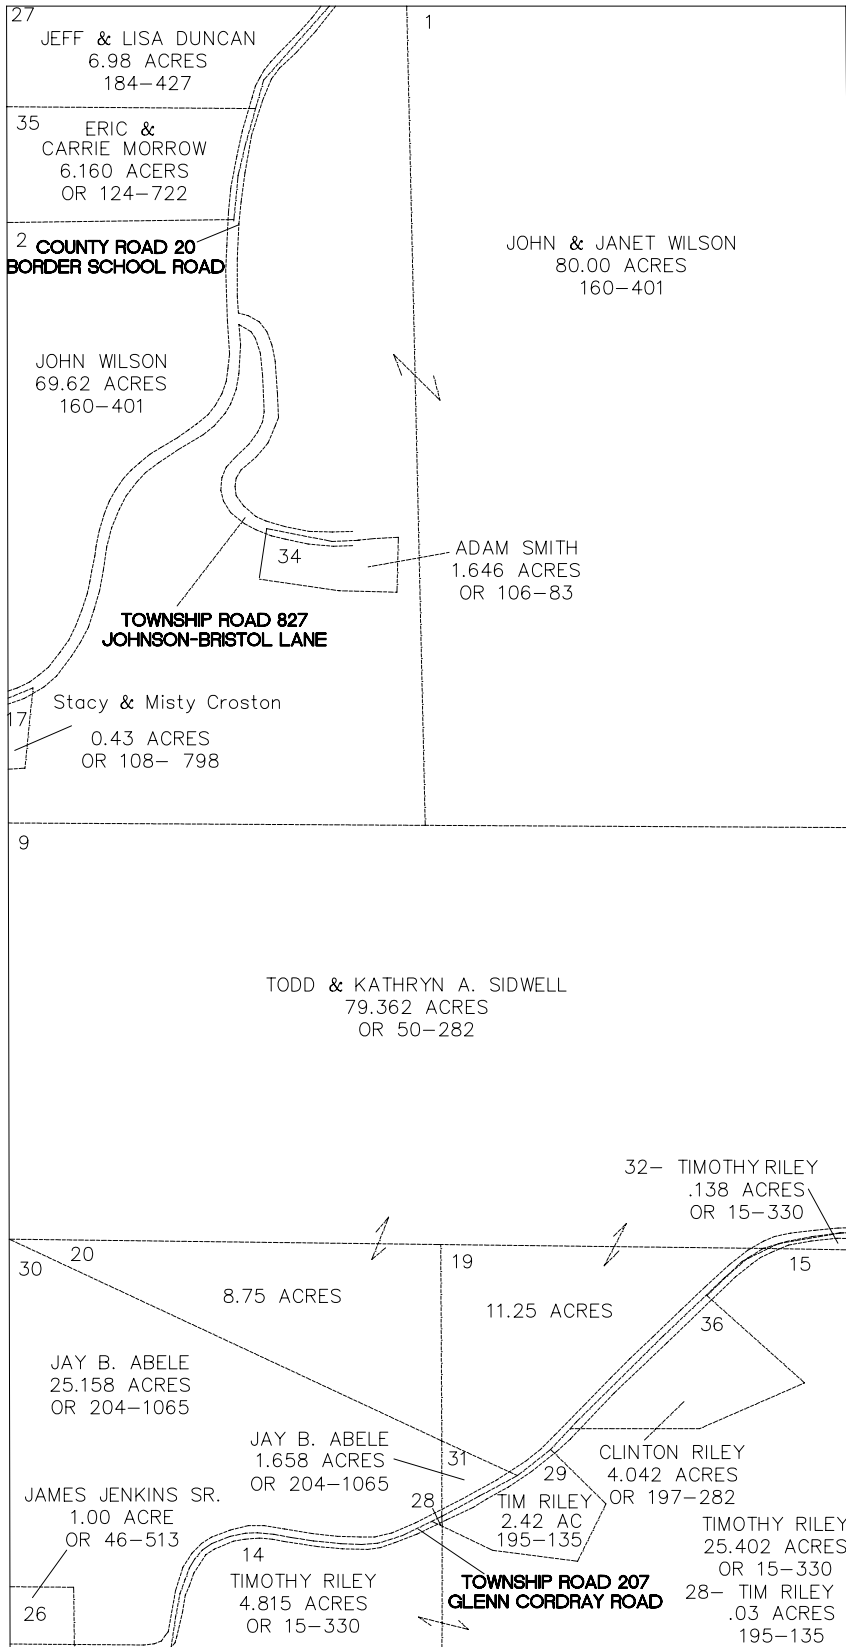 27
JEFF & LISA DUNCAN
6.98 ACRES
184-427
1
35
ERIC &
CARRIE MORROW
6.160 ACERS
OR 124-722
2
COUNTY ROAD 20
BORDER SCHOOL ROAD
JOHN & JANET WILSON
80.00 ACRES
160-401
JOHN WILSON
69.62 ACRES
160-401
34
ADAM SMITH
1.646 ACRES
OR 106-83
TOWNSHIP ROAD 827
JOHNSON-BRISTOL LANE
17
Stacy & Misty Croston
0.43 ACRES
OR 108- 798
9
TODD & KATHRYN A. SIDWELL
79.362 ACRES
OR 50-282
32- TIMOTHY RILEY
.138 ACRES
OR 15-330
30
20
19
15
8.75 ACRES
11.25 ACRES
36
JAY B. ABELE
25.158 ACRES
OR 204-1065
JAY B. ABELE
1.658 ACRES
OR 204-1065
31
29
CLINTON RILEY
4.042 ACRES
OR 197-282
JAMES JENKINS SR.
1.00 ACRE
OR 46-513
28
TIM RILEY
2.42 AC
195-135
TIMOTHY RILEY
25.402 ACRES
OR 15-330
28- TIM RILEY
.03 ACRES
195-135
14
TIMOTHY RILEY
4.815 ACRES
OR 15-330
TOWNSHIP ROAD 207
GLENN CORDRAY ROAD
26